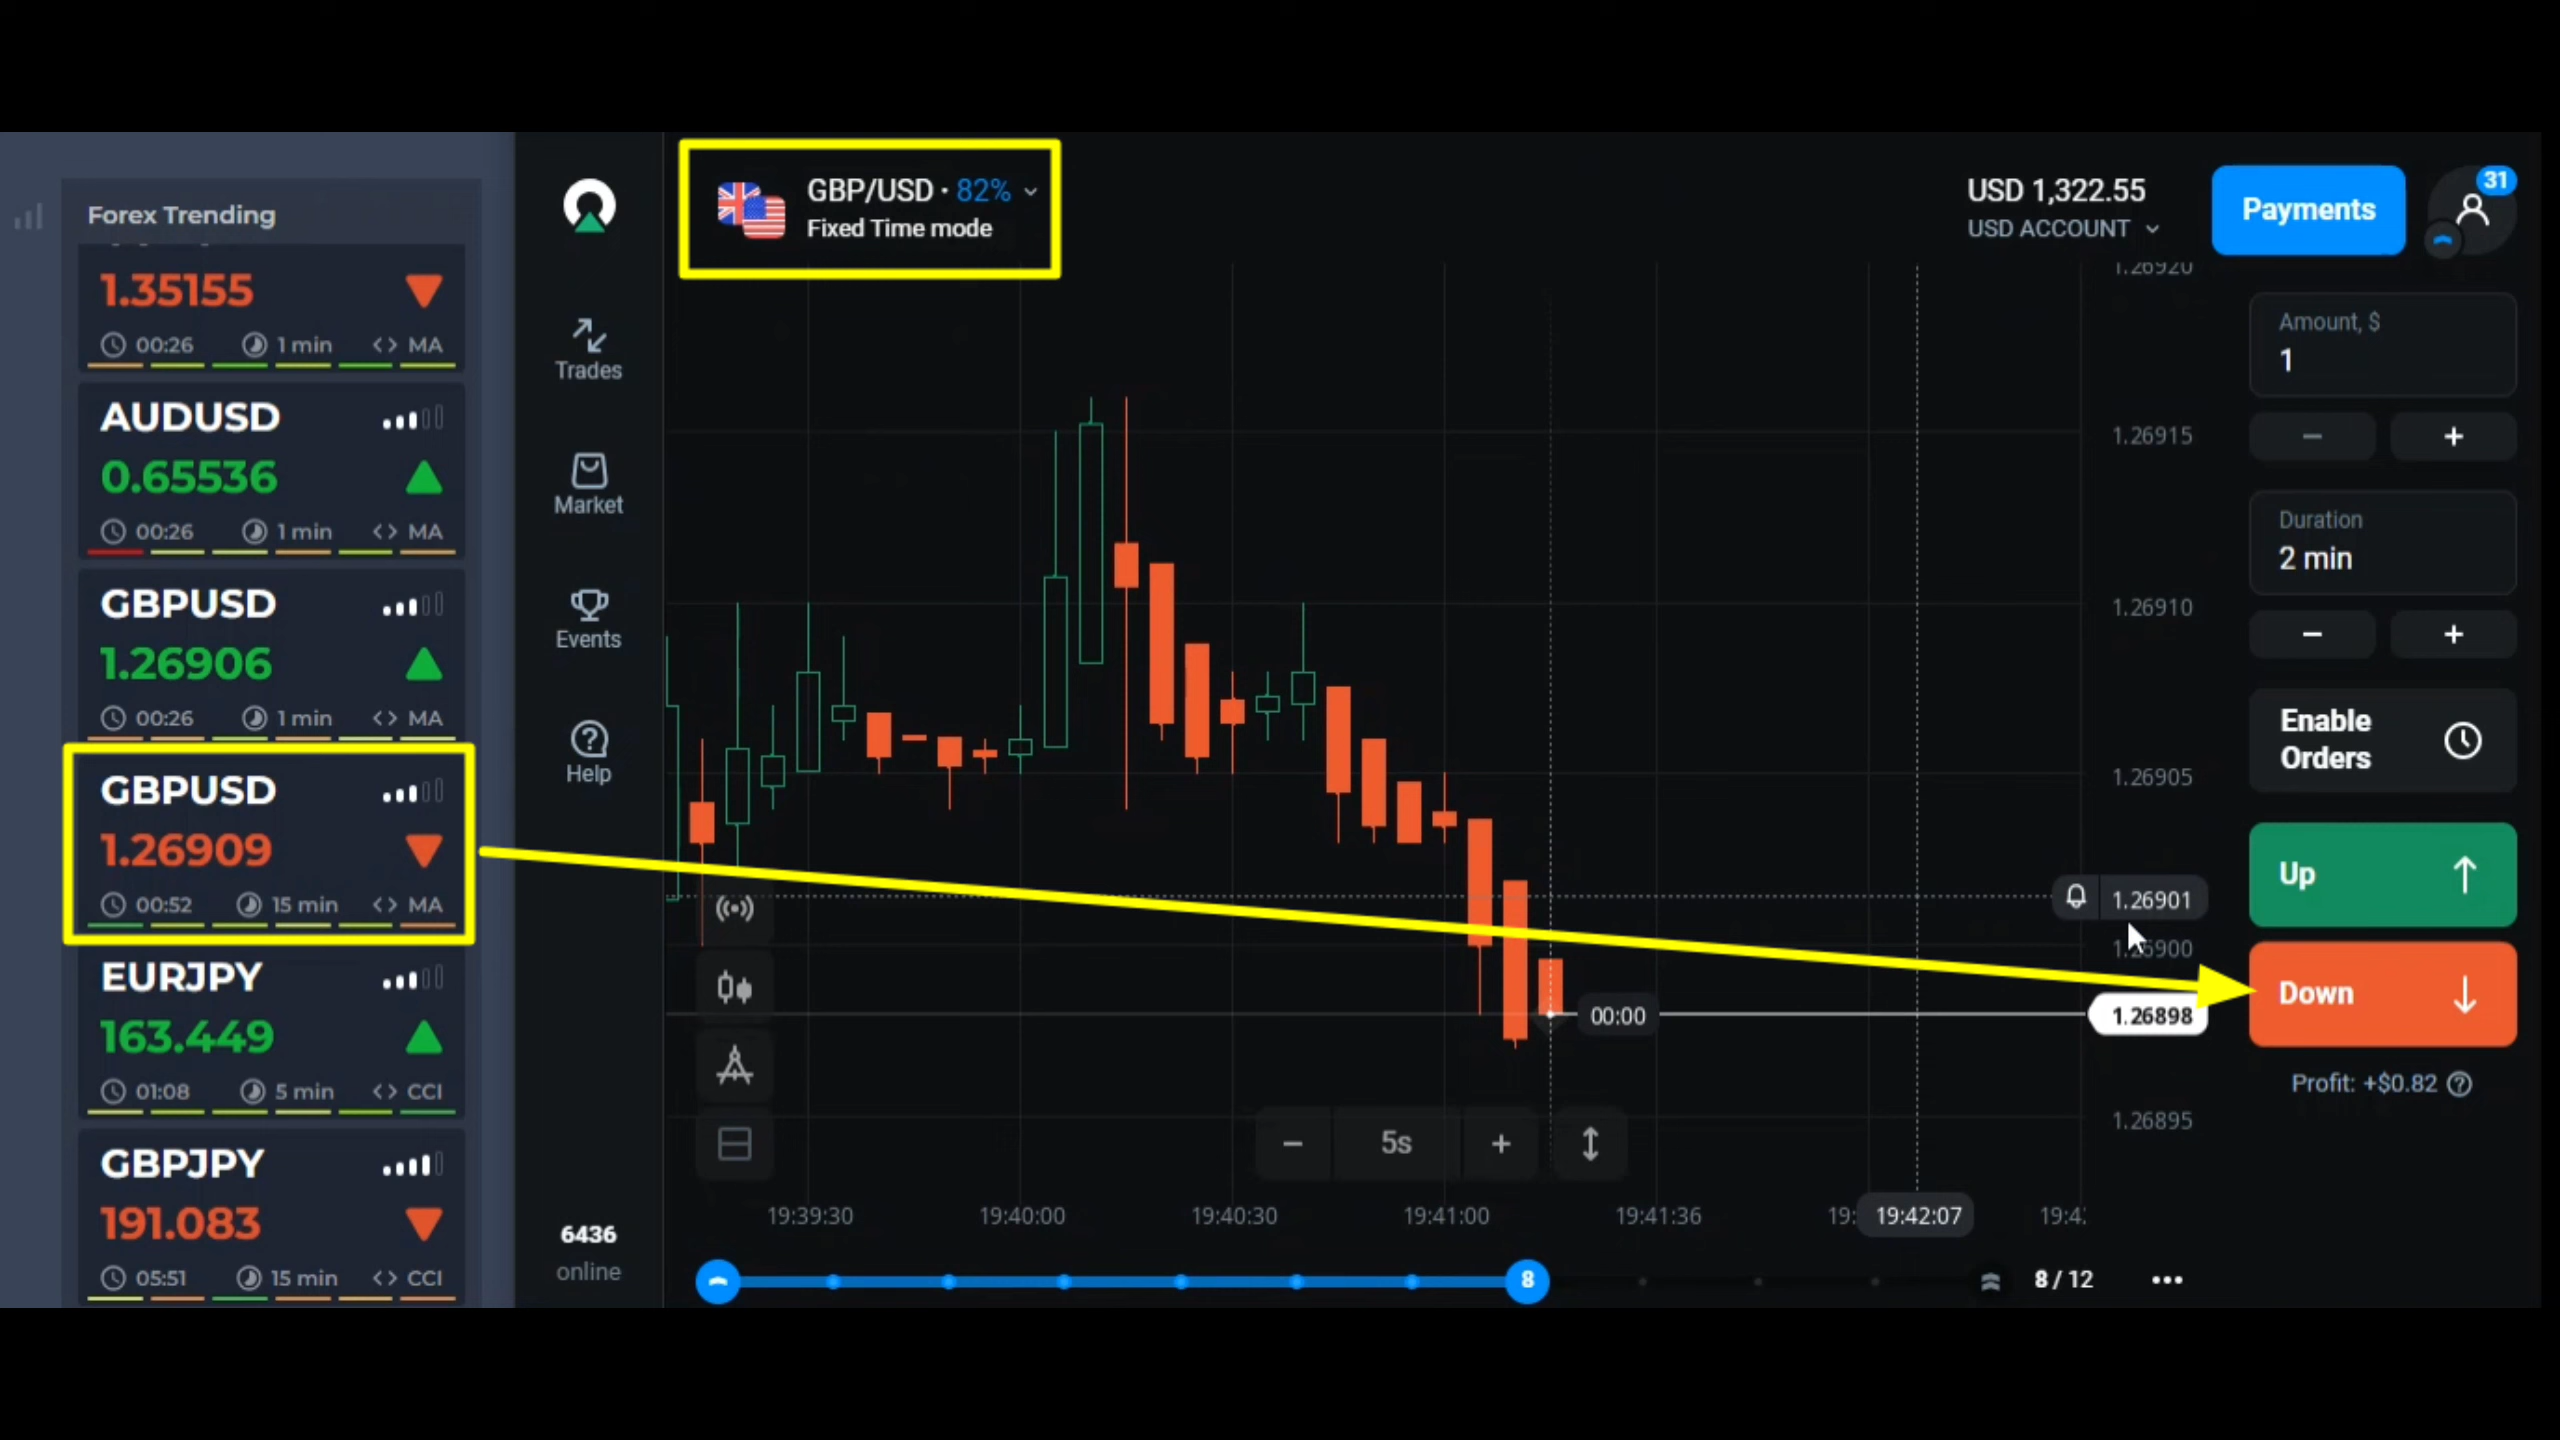 Forex Trending
1.35155
00:26 1 min <> MA
AUDUSD
0.65536
00:26 1 min <> MA
GBPUSD
1.26906
00:26 1 min <> MA
GBPUSD
1.26909
00:52 15 min <> MA
EURJPY
163.449
01:08 5 min <> CCI
GBPJPY
191.083
05:51 15 min <> CCI
Trades
Market
Events
Help
6436
online
GBP/USD • 82%
Fixed Time mode
USD 1,322.55
USD ACCOUNT
Payments
31
1.26920
1.26915
1.26910
1.26905
1.26901
1.26898
1.26895
00:00
− 5s +
19:39:30 19:40:00 19:40:30 19:41:00 19:41:36 19: 19:42:07 19:4
8
8 / 12
Amount, $
1
− +
Duration
2 min
− +
Enable
Orders
Up
Down
Profit: +$0.82